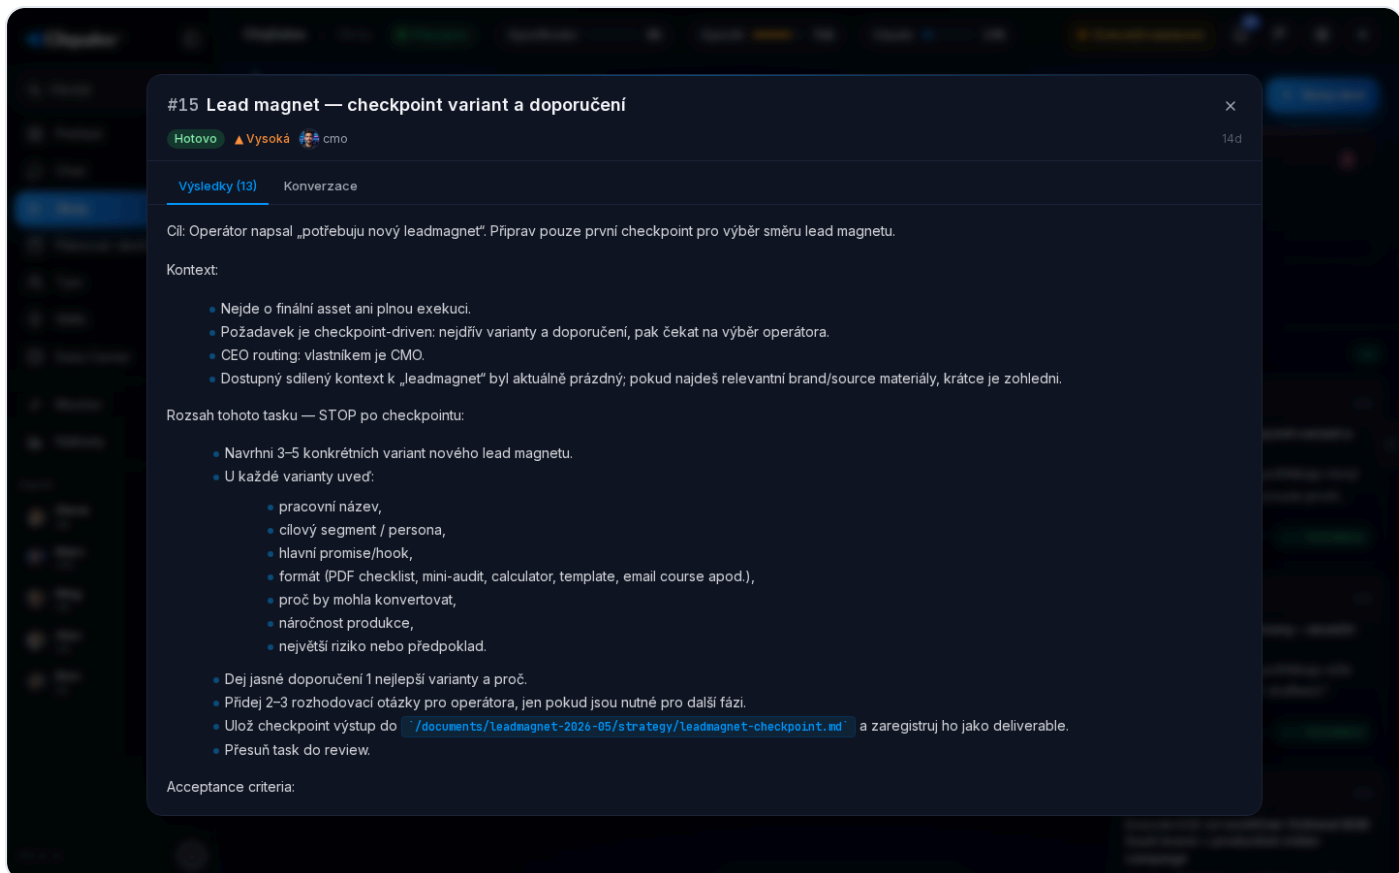 #15 Lead magnet — checkpoint variant a doporučení
Hotovo ▲ Vysoká cmo 14d
Výsledky (13) Konverzace
Cíl: Operátor napsal „potřebuju nový leadmagnet“. Připrav pouze první checkpoint pro výběr směru lead magnetu.
Kontext:
Nejde o finální asset ani plnou exekuci.
Požadavek je checkpoint-driven: nejdřív varianty a doporučení, pak čekat na výběr operátora.
CEO routing: vlastníkem je CMO.
Dostupný sdílený kontext k „leadmagnet“ byl aktuálně prázdný; pokud najdeš relevantní brand/source materiály, krátce je zohledni.
Rozsah tohoto tasku — STOP po checkpointu:
Navrhni 3–5 konkrétních variant nového lead magnetu.
U každé varianty uveď:
pracovní název,
cílový segment / persona,
hlavní promise/hook,
formát (PDF checklist, mini-audit, calculator, template, email course apod.),
proč by mohla konvertovat,
náročnost produkce,
největší riziko nebo předpoklad.
Dej jasné doporučení 1 nejlepší varianty a proč.
Přidej 2–3 rozhodovací otázky pro operátora, jen pokud jsou nutné pro další fázi.
Ulož checkpoint výstup do `/documents/leadmagnet-2026-05/strategy/leadmagnet-checkpoint.md` a zaregistruj ho jako deliverable.
Přesuň task do review.
Acceptance criteria: